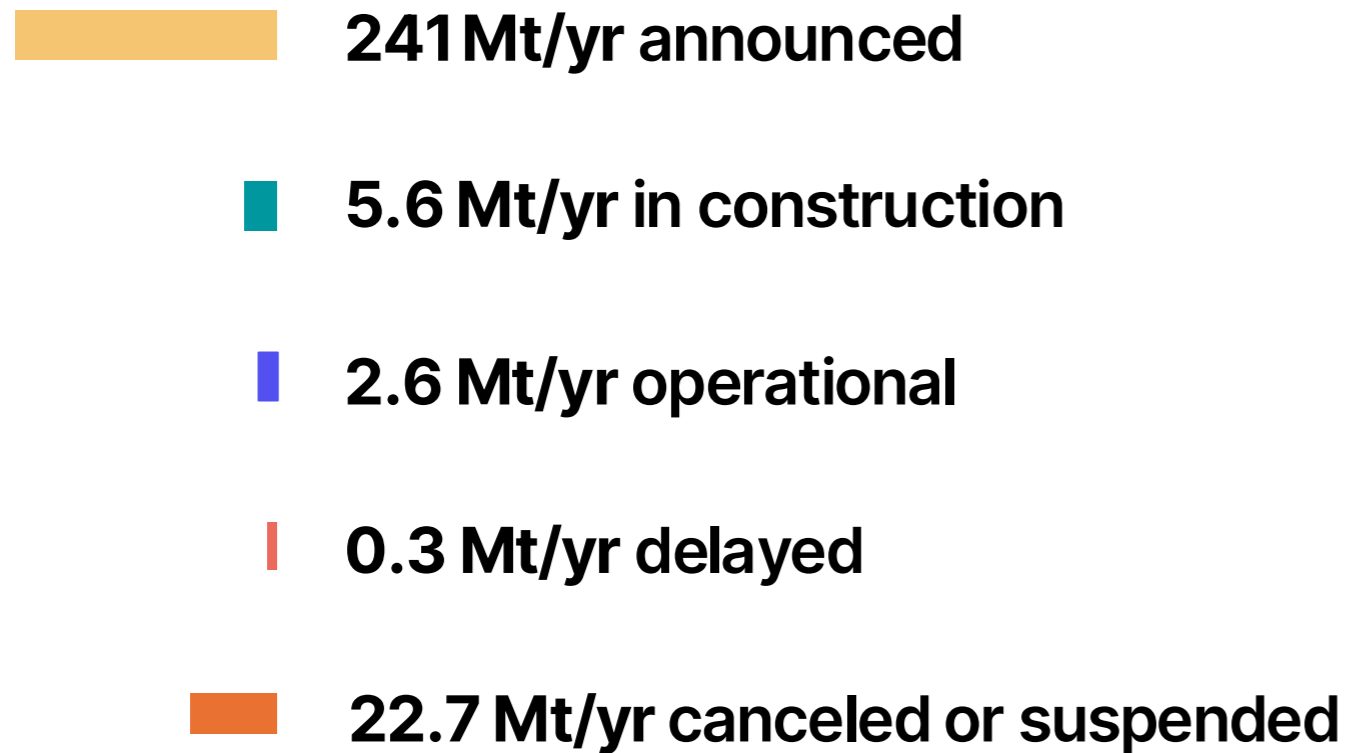 241 Mt/yr announced
5.6 Mt/yr in construction
2.6 Mt/yr operational
0.3 Mt/yr delayed
22.7 Mt/yr canceled or suspended